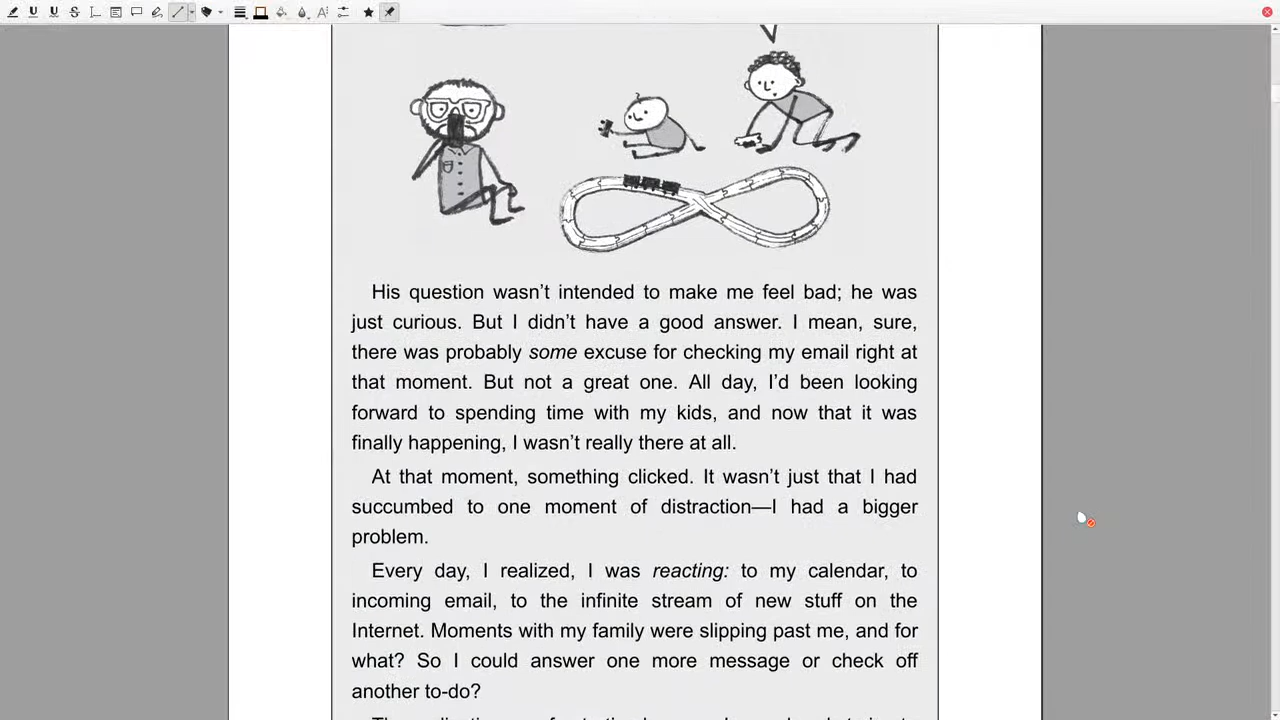 His question wasn’t intended to make me feel bad; he was
just curious. But I didn’t have a good answer. I mean, sure,
there was probably some excuse for checking my email right at
that moment. But not a great one. All day, I’d been looking
forward to spending time with my kids, and now that it was
finally happening, I wasn’t really there at all.
At that moment, something clicked. It wasn’t just that I had
succumbed to one moment of distraction—I had a bigger
problem.
Every day, I realized, I was reacting: to my calendar, to
incoming email, to the infinite stream of new stuff on the
Internet. Moments with my family were slipping past me, and for
what? So I could answer one more message or check off
another to-do?